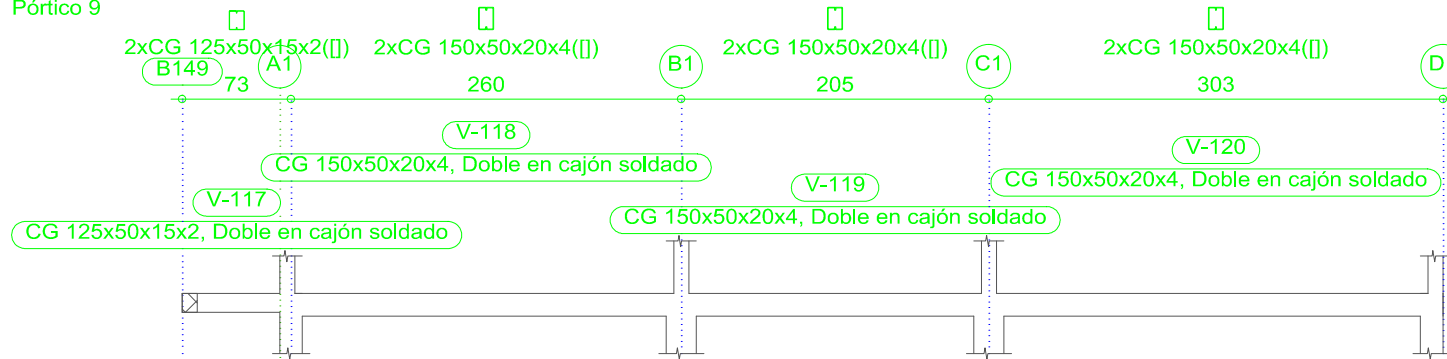 Pórtico 9
2xCG 125x50x15x2([])
2xCG 150x50x20x4([])
2xCG 150x50x20x4([])
2xCG 150x50x20x4([])
B149
A1
B1
C1
D
73
260
205
303
V-118
CG 150x50x20x4, Doble en cajón soldado
V-120
CG 150x50x20x4, Doble en cajón soldado
V-117
CG 125x50x15x2, Doble en cajón soldado
V-119
CG 150x50x20x4, Doble en cajón soldado